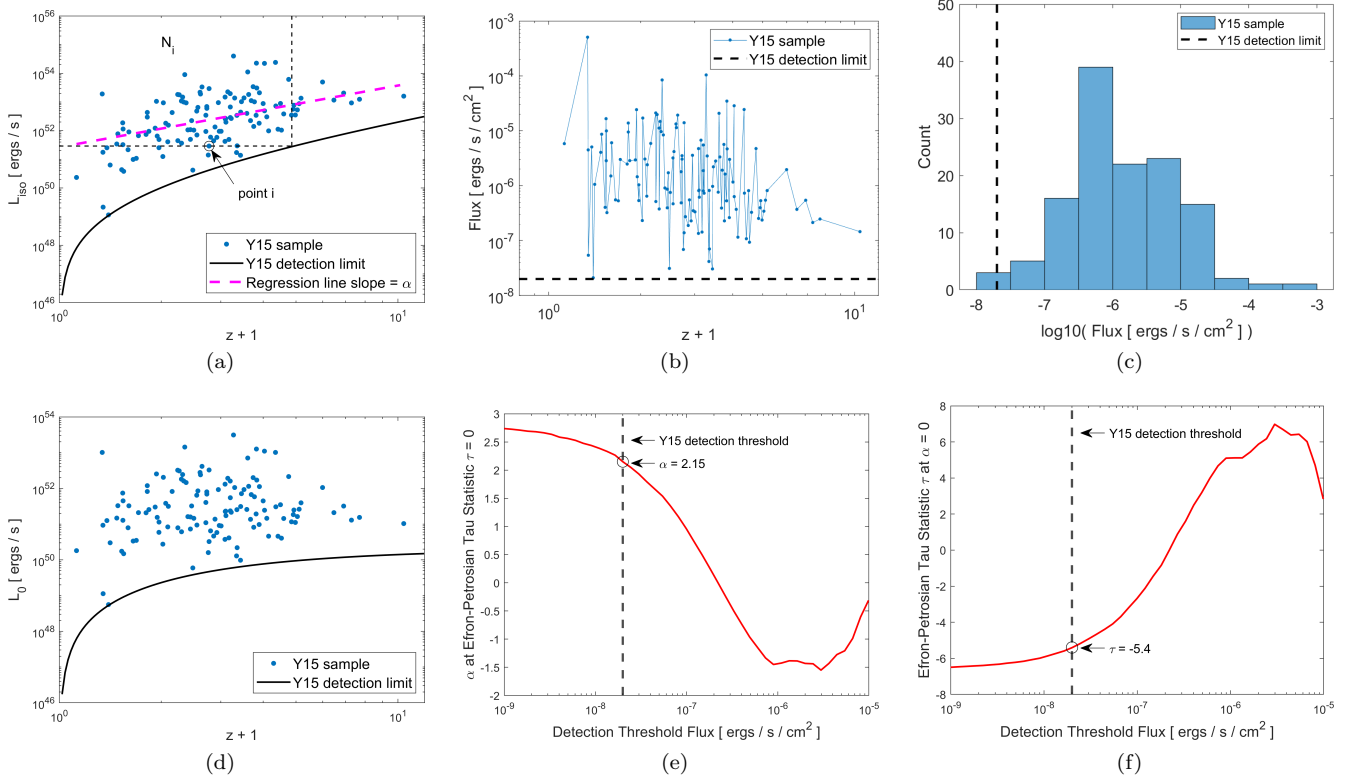 10^56
10^54
10^52
10^50
10^48
10^46
L_iso [ ergs / s ]
N_i
point i
Y15 sample
Y15 detection limit
Regression line slope = α
10^0
10^1
z + 1
(a)
10^-3
10^-4
10^-5
10^-6
10^-7
10^-8
Flux [ ergs / s / cm^2 ]
Y15 sample
Y15 detection limit
10^0
10^1
z + 1
(b)
50
40
30
20
10
0
Count
Y15 sample
Y15 detection limit
-8 -7 -6 -5 -4 -3
log10( Flux [ ergs / s / cm^2 ] )
(c)
10^54
10^52
10^50
10^48
10^46
L_0 [ ergs / s ]
Y15 sample
Y15 detection limit
10^0
10^1
z + 1
(d)
3
2.5
2
1.5
1
0.5
0
-0.5
-1
-1.5
-2
α at Efron-Petrosian Tau Statistic τ = 0
Y15 detection threshold
α = 2.15
10^-9 10^-8 10^-7 10^-6 10^-5
Detection Threshold Flux [ ergs / s / cm^2 ]
(e)
8
6
4
2
0
-2
-4
-6
-8
Efron-Petrosian Tau Statistic τ at α = 0
Y15 detection threshold
τ = -5.4
10^-9 10^-8 10^-7 10^-6 10^-5
Detection Threshold Flux [ ergs / s / cm^2 ]
(f)